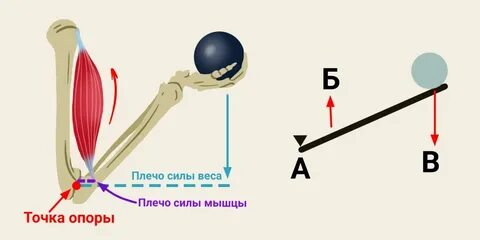 Плечо силы веса
Плечо силы мышцы
Точка опоры
Б
А
В